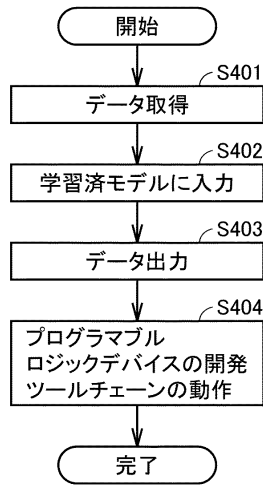 開始
S401
データ取得
S402
学習済モデルに入力
S403
データ出力
S404
プログラマブル
ロジックデバイスの開発
ツールチェーンの動作
完了